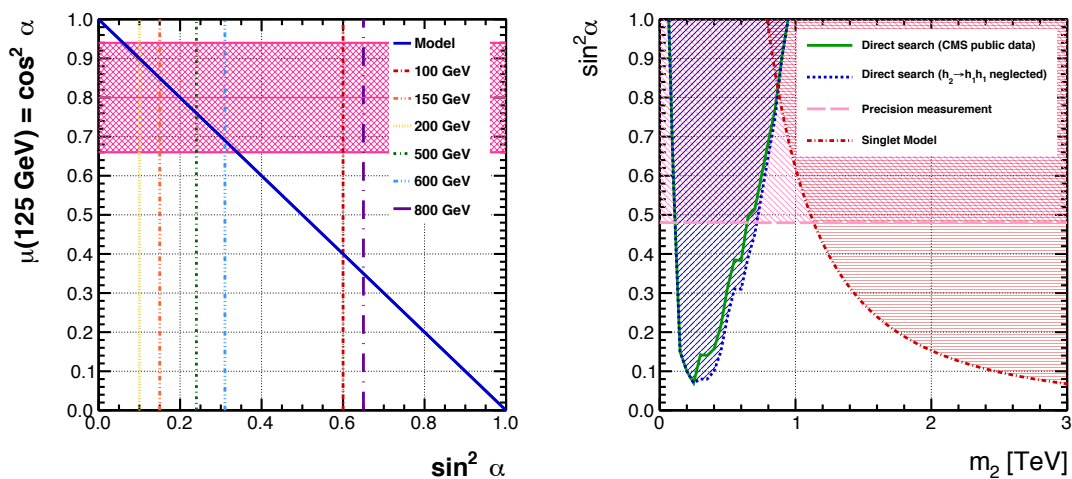 μ(125 GeV) = cos² α
1.0
0.9
0.8
0.7
0.6
0.5
0.4
0.3
0.2
0.1
0.0
0.0 0.2 0.4 0.6 0.8 1.0
sin² α
Model
100 GeV
150 GeV
200 GeV
500 GeV
600 GeV
800 GeV
sin²α
1.0
0.9
0.8
0.7
0.6
0.5
0.4
0.3
0.2
0.1
0.0
0 1 2 3
m₂ [TeV]
Direct search (CMS public data)
Direct search (h₂→h₁h₁ neglected)
Precision measurement
Singlet Model